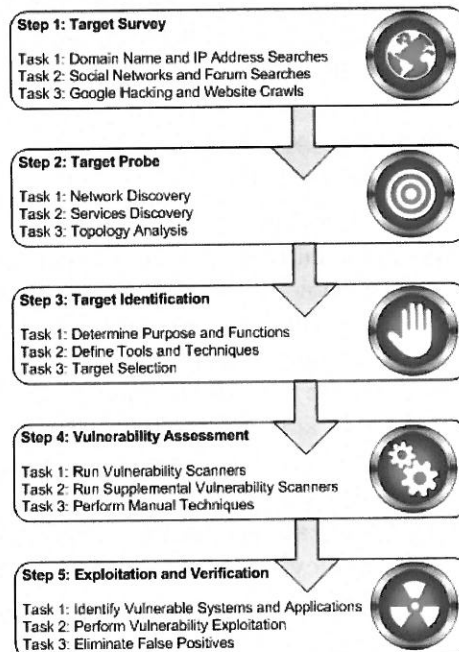 Step 1: Target Survey
Task 1: Domain Name and IP Address Searches
Task 2: Social Networks and Forum Searches
Task 3: Google Hacking and Website Crawls
Step 2: Target Probe
Task 1: Network Discovery
Task 2: Services Discovery
Task 3: Topology Analysis
Step 3: Target Identification
Task 1: Determine Purpose and Functions
Task 2: Define Tools and Techniques
Task 3: Target Selection
Step 4: Vulnerability Assessment
Task 1: Run Vulnerability Scanners
Task 2: Run Supplemental Vulnerability Scanners
Task 3: Perform Manual Techniques
Step 5: Exploitation and Verification
Task 1: Identify Vulnerable Systems and Applications
Task 2: Perform Vulnerability Exploitation
Task 3: Eliminate False Positives